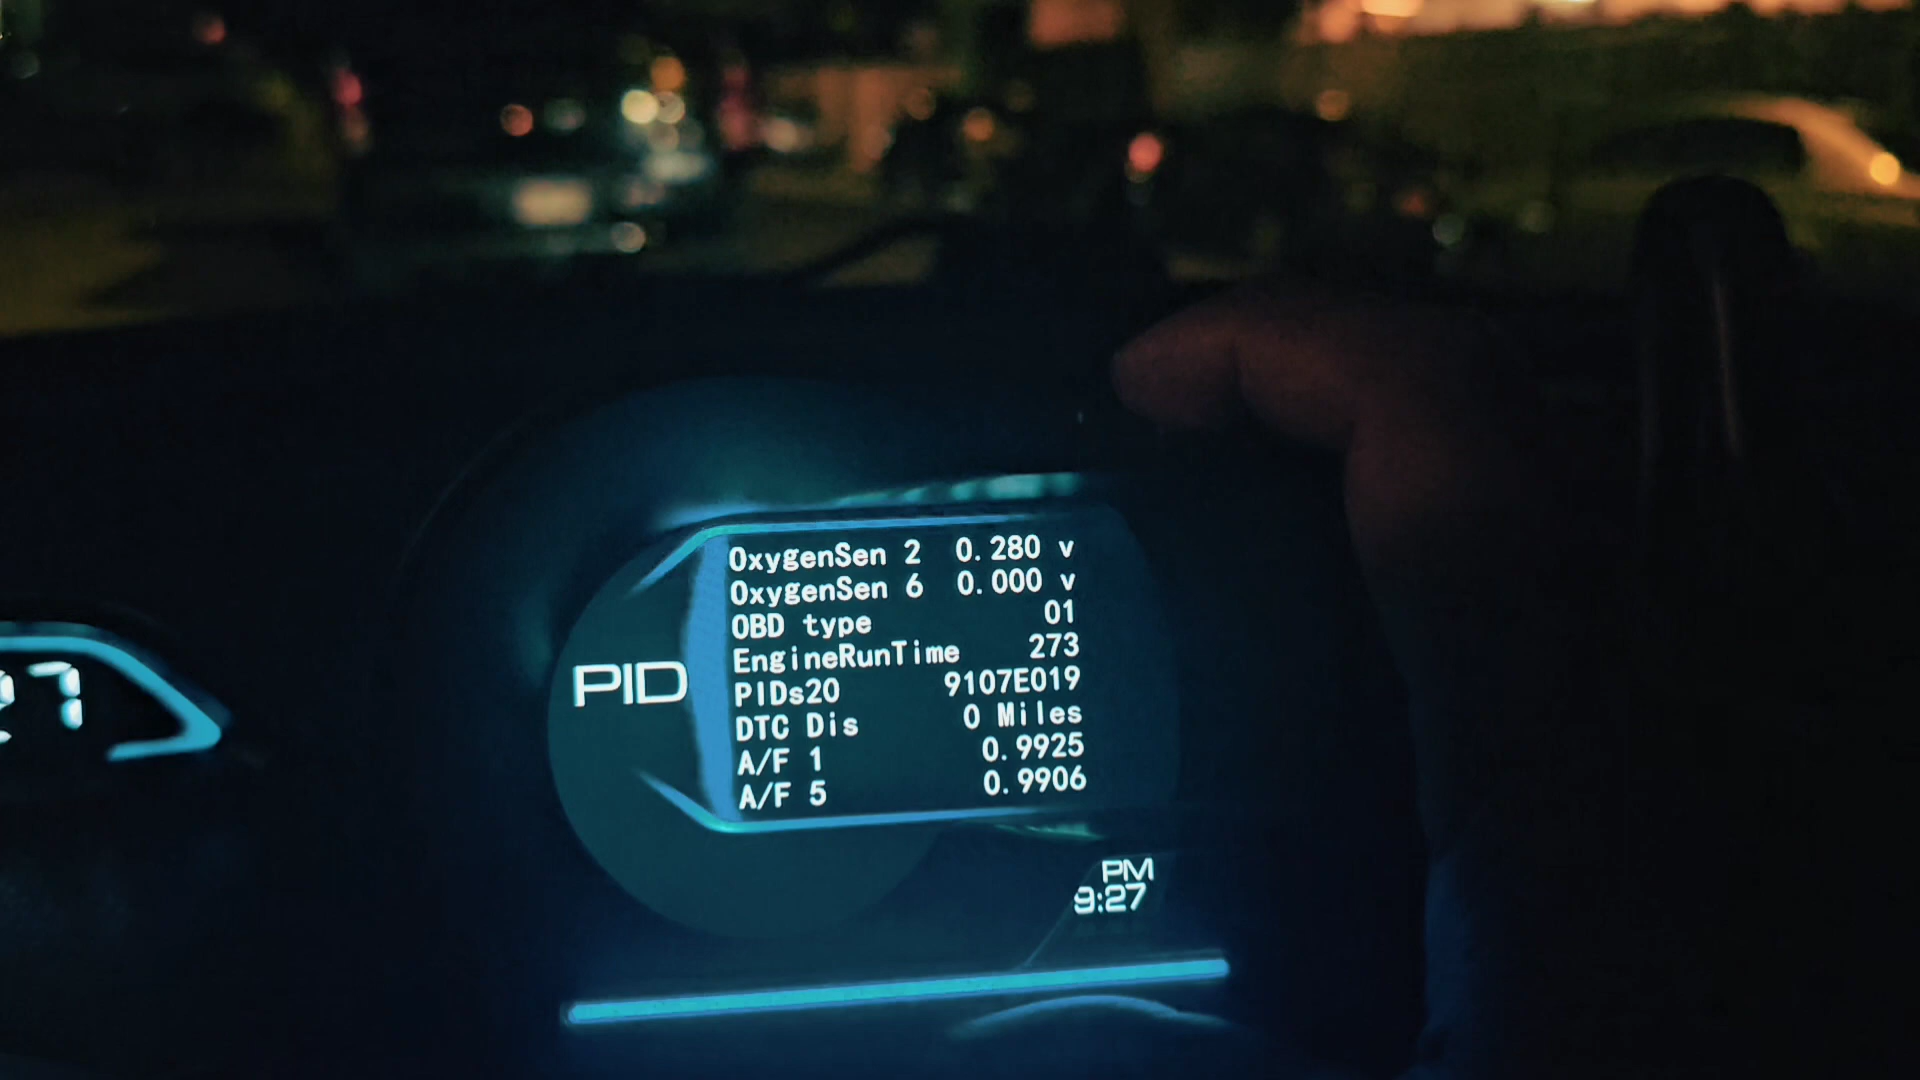 OxygenSen 2 0.280 v
OxygenSen 6 0.000 v
OBD type 01
EngineRunTime 273
PID
PIDs20 9107E019
DTC Dis 0 Miles
A/F 1 0.9925
A/F 5 0.9906
27
PM
9:27